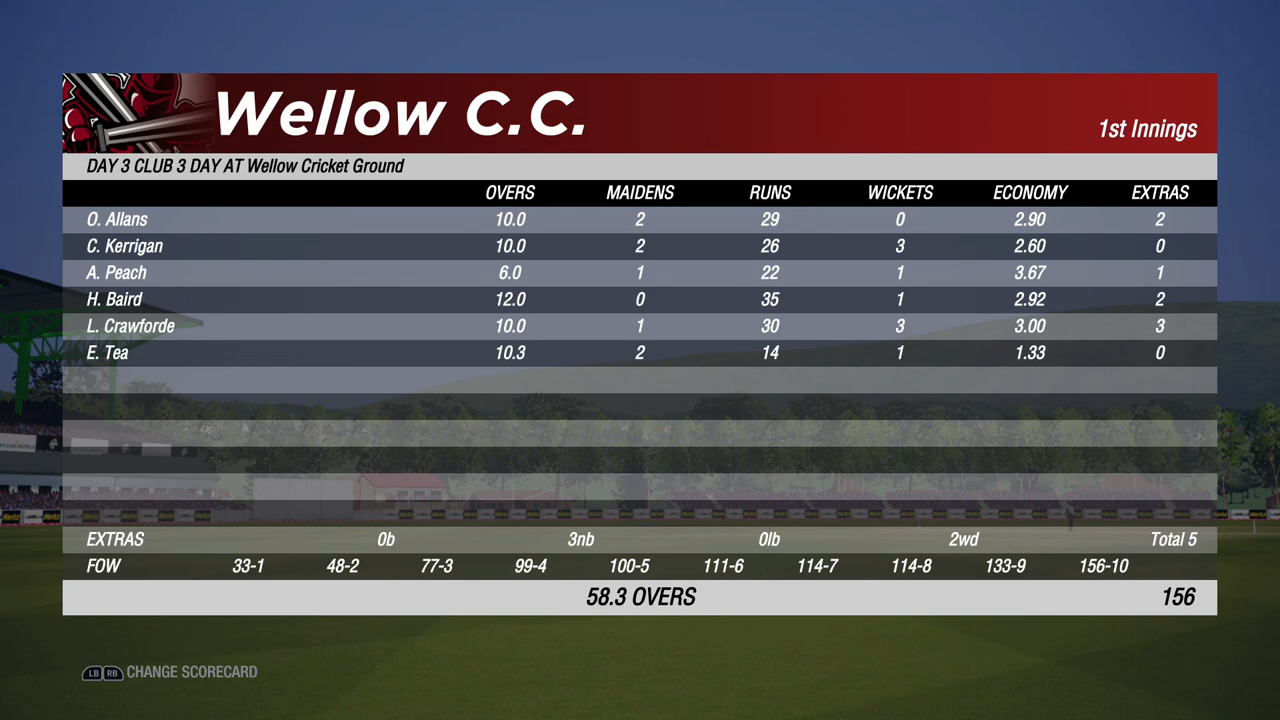 Wellow C.C.
1st Innings
DAY 3 CLUB 3 DAY AT Wellow Cricket Ground
OVERS MAIDENS RUNS WICKETS ECONOMY EXTRAS
O. Allans 10.0 2 29 0 2.90 2
C. Kerrigan 10.0 2 26 3 2.60 0
A. Peach 6.0 1 22 1 3.67 1
H. Baird 12.0 0 35 1 2.92 2
L. Crawforde 10.0 1 30 3 3.00 3
E. Tea 10.3 2 14 1 1.33 0
EXTRAS 0b 3nb 0lb 2wd Total 5
FOW 33-1 48-2 77-3 99-4 100-5 111-6 114-7 114-8 133-9 156-10
58.3 OVERS 156
LB RB CHANGE SCORECARD